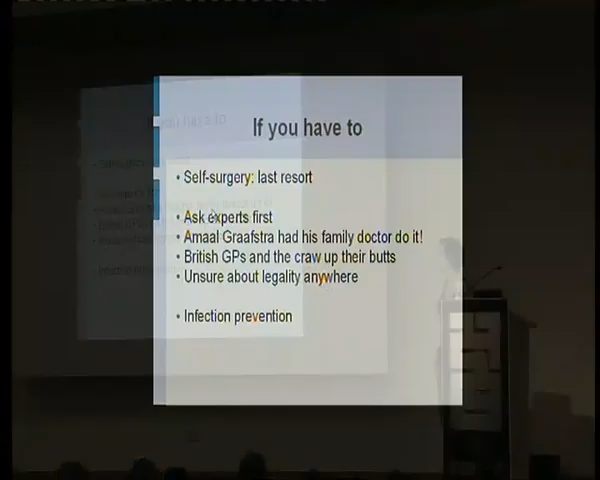 If you have to
• Self-surgery: last resort
• Ask experts first
• Amaal Graafstra had his family doctor do it!
• British GPs and the craw up their butts
• Unsure about legality anywhere
• Infection prevention